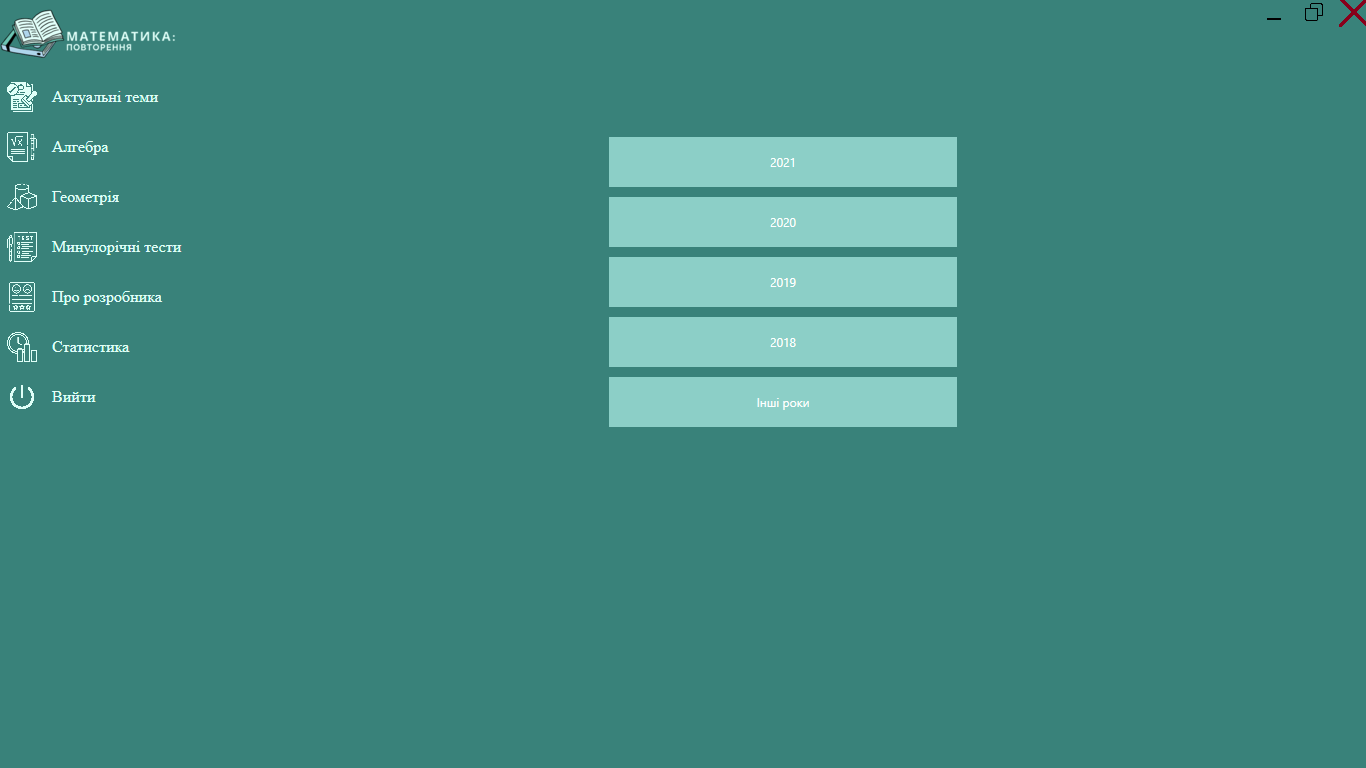 МАТЕМАТИКА:
ПОВТОРЕННЯ
Актуальні теми
Алгебра
Геометрія
Минулорічні тести
Про розробника
Статистика
Вийти
2021
2020
2019
2018
Інші роки